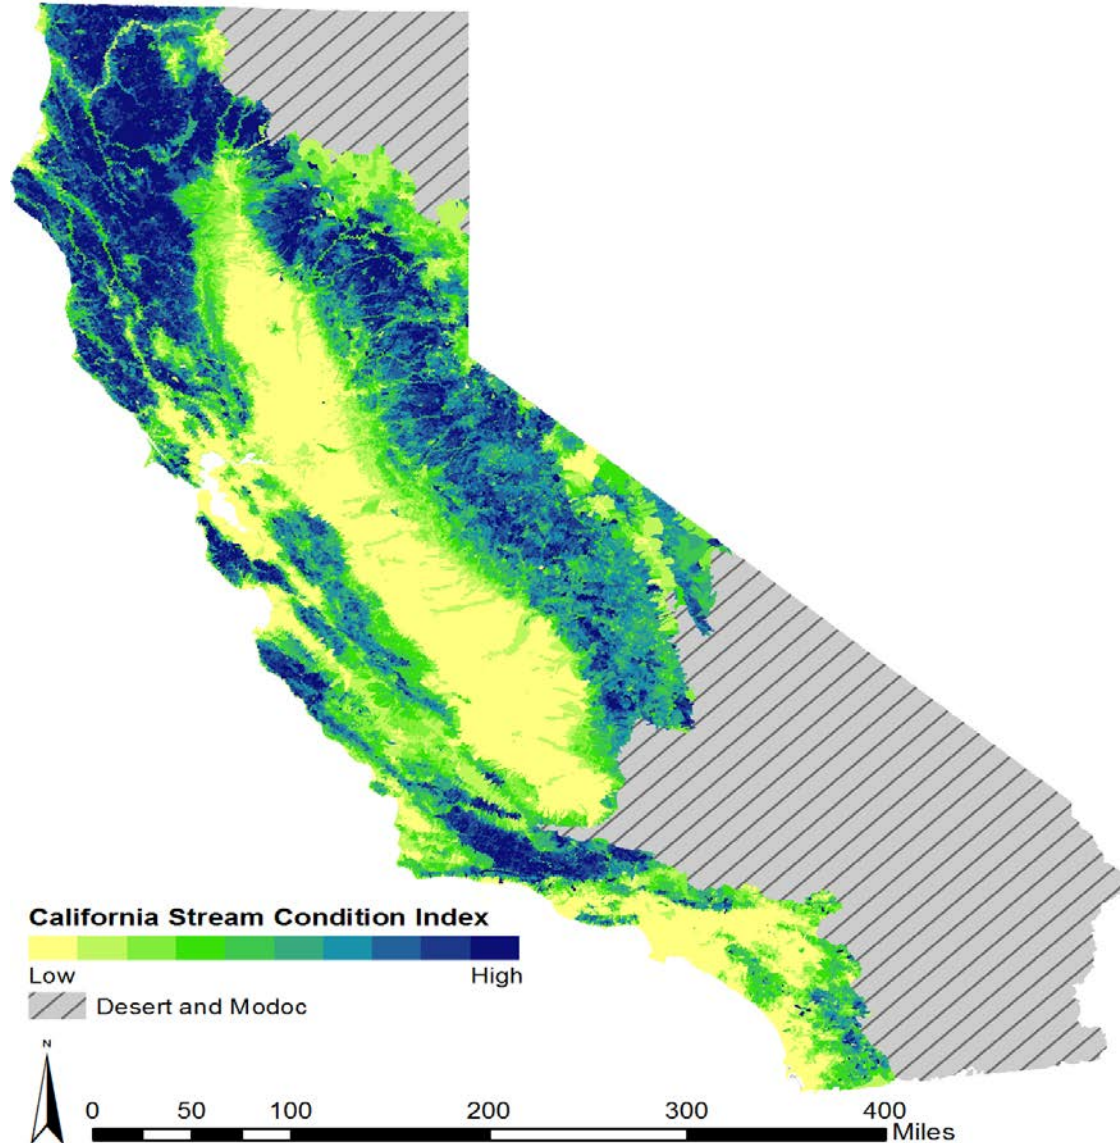 California Stream Condition Index
Low High
Desert and Modoc
N
0 50 100 200 300 400
Miles